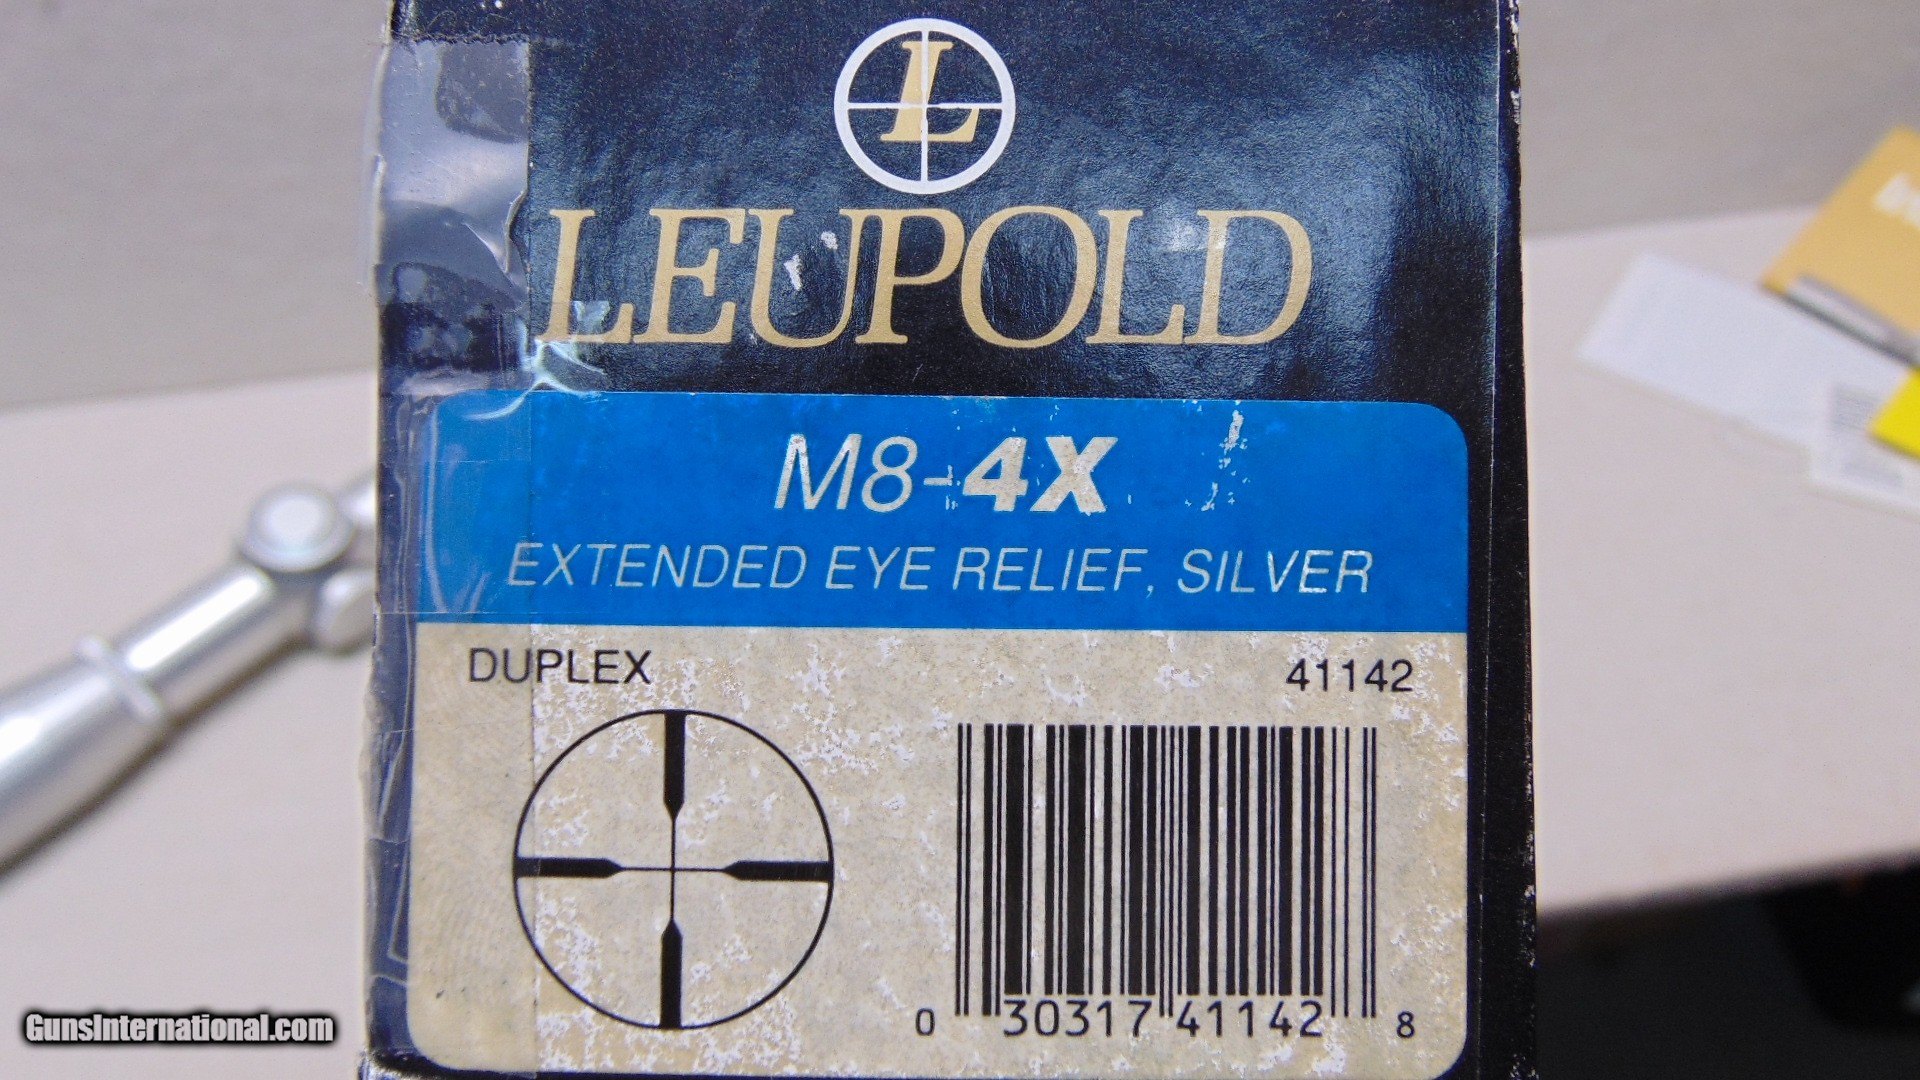 L
LEUPOLD
M8-4X
EXTENDED EYE RELIEF, SILVER
DUPLEX
41142
0 30317 41142 8
GunsInternational.com